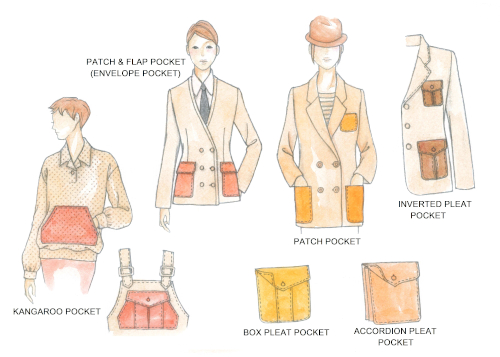 PATCH & FLAP POCKET
(ENVELOPE POCKET)
INVERTED PLEAT
POCKET
PATCH POCKET
KANGAROO POCKET
BOX PLEAT POCKET
ACCORDION PLEAT
POCKET